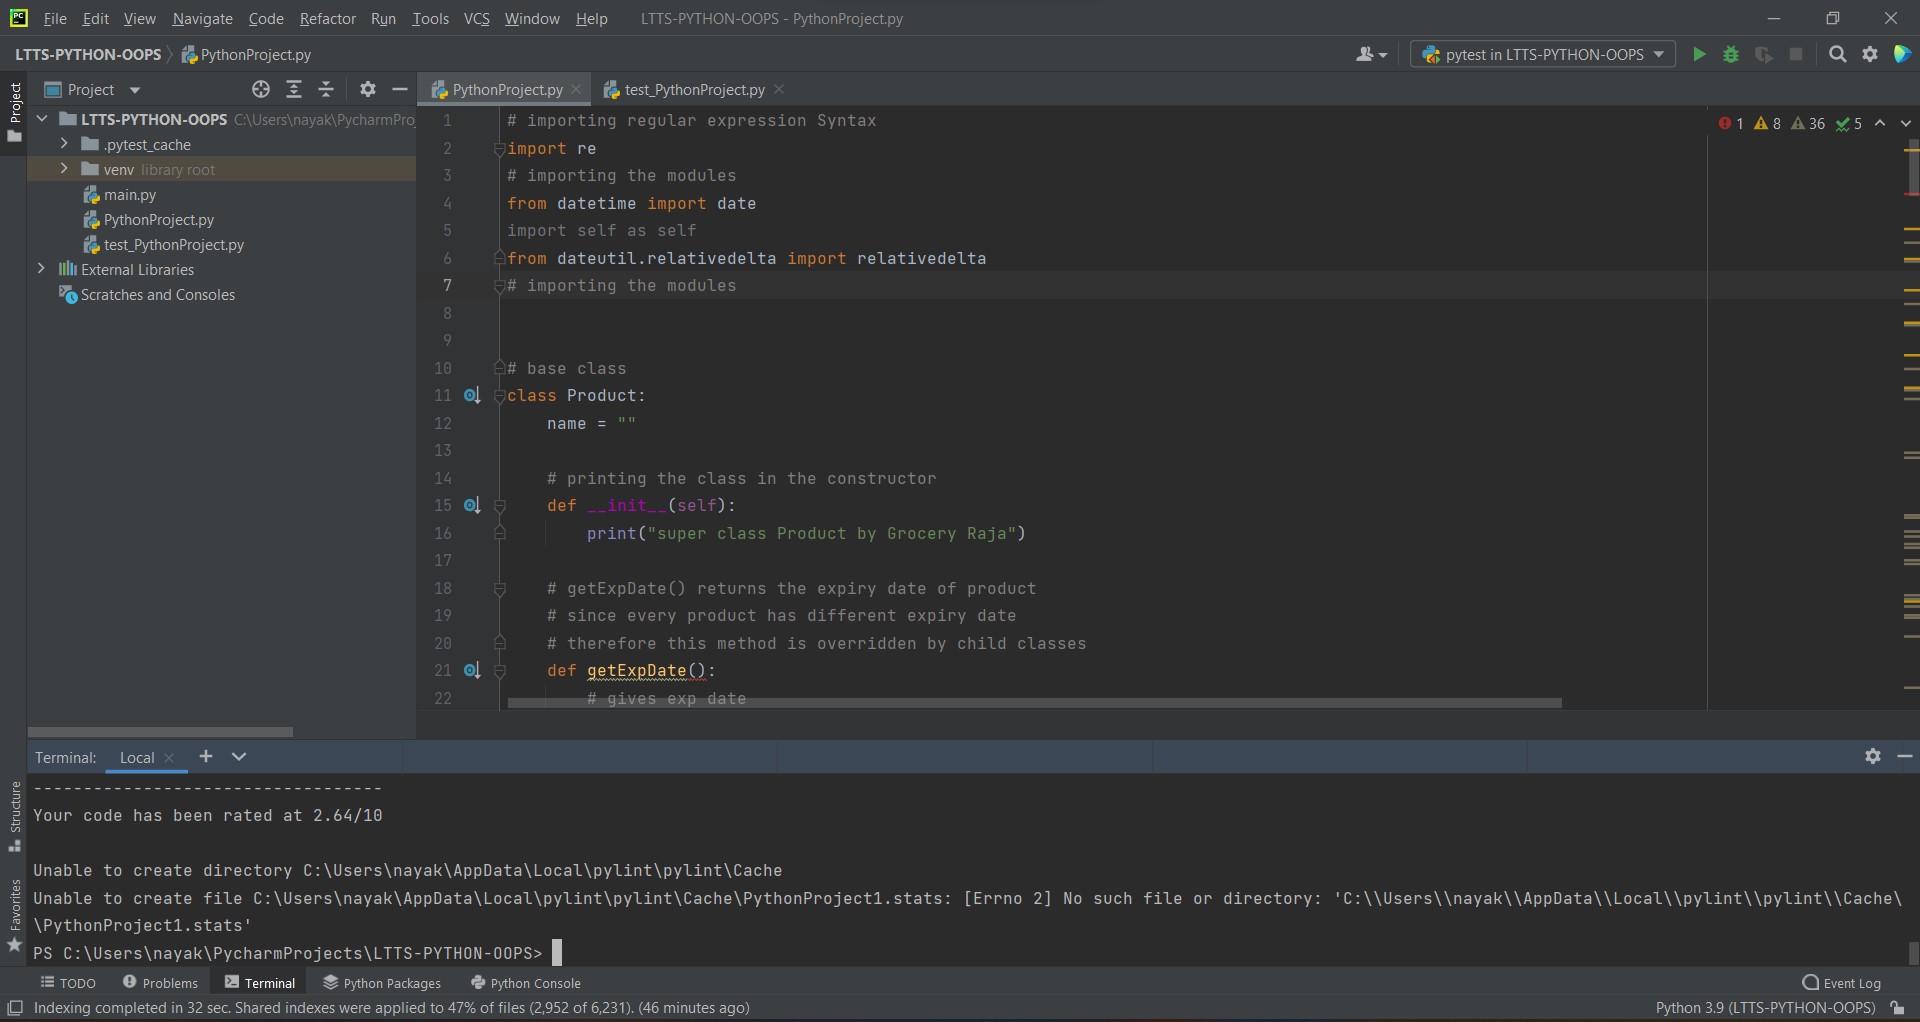 PC File Edit View Navigate Code Refactor Run Tools VCS Window Help LTTS-PYTHON-OOPS - PythonProject.py
LTTS-PYTHON-OOPS PythonProject.py pytest in LTTS-PYTHON-OOPS
Project
Project
PythonProject.py test_PythonProject.py
LTTS-PYTHON-OOPS C:\Users\nayak\PycharmPro
.pytest_cache
venv library root
main.py
PythonProject.py
test_PythonProject.py
External Libraries
Scratches and Consoles
1 8 36 5
1 # importing regular expression Syntax
2 import re
3 # importing the modules
4 from datetime import date
5 import self as self
6 from dateutil.relativedelta import relativedelta
7 # importing the modules
8
9
10 # base class
11 class Product:
12 name = ""
13
14 # printing the class in the constructor
15 def __init__(self):
16 print("super class Product by Grocery Raja")
17
18 # getExpDate() returns the expiry date of product
19 # since every product has different expiry date
20 # therefore this method is overridden by child classes
21 def getExpDate():
22 # gives exp date
Terminal: Local
Structure
Favorites
-----------------------------------
Your code has been rated at 2.64/10
Unable to create directory C:\Users\nayak\AppData\Local\pylint\pylint\Cache
Unable to create file C:\Users\nayak\AppData\Local\pylint\pylint\Cache\PythonProject1.stats: [Errno 2] No such file or directory: 'C:\\Users\\nayak\\AppData\\Local\\pylint\\pylint\\Cache\
\PythonProject1.stats'
PS C:\Users\nayak\PycharmProjects\LTTS-PYTHON-OOPS>
TODO Problems Terminal Python Packages Python Console Event Log
Indexing completed in 32 sec. Shared indexes were applied to 47% of files (2,952 of 6,231). (46 minutes ago) Python 3.9 (LTTS-PYTHON-OOPS)